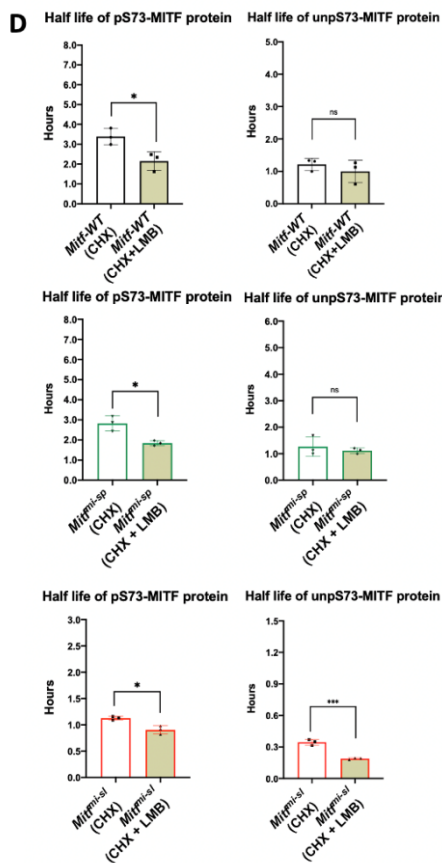 D
Half life of pS73-MITF protein
Hours
8.0
7.0
6.0
5.0
4.0
3.0
2.0
1.0
0.0
*
Mitf-WT
(CHX)
Mitf-WT
(CHX+LMB)
Half life of unpS73-MITF protein
Hours
5.0
4.0
3.0
2.0
1.0
0.0
ns
Mitf-WT
(CHX)
Mitf-WT
(CHX+LMB)
Half life of pS73-MITF protein
Hours
8.0
7.0
6.0
5.0
4.0
3.0
2.0
1.0
0.0
*
Mitfmi-sp
(CHX)
Mitfmi-sp
(CHX + LMB)
Half life of unpS73-MITF protein
Hours
5.0
4.0
3.0
2.0
1.0
0.0
ns
Mitfmi-sp
(CHX)
Mitfmi-sp
(CHX + LMB)
Half life of pS73-MITF protein
Hours
3.0
2.5
2.0
1.5
1.0
0.5
0.0
*
Mitfmi-sl
(CHX)
Mitfmi-sl
(CHX + LMB)
Half life of unpS73-MITF protein
Hours
1.5
1.2
0.9
0.6
0.3
0.0
***
Mitfmi-sl
(CHX)
Mitfmi-sl
(CHX + LMB)